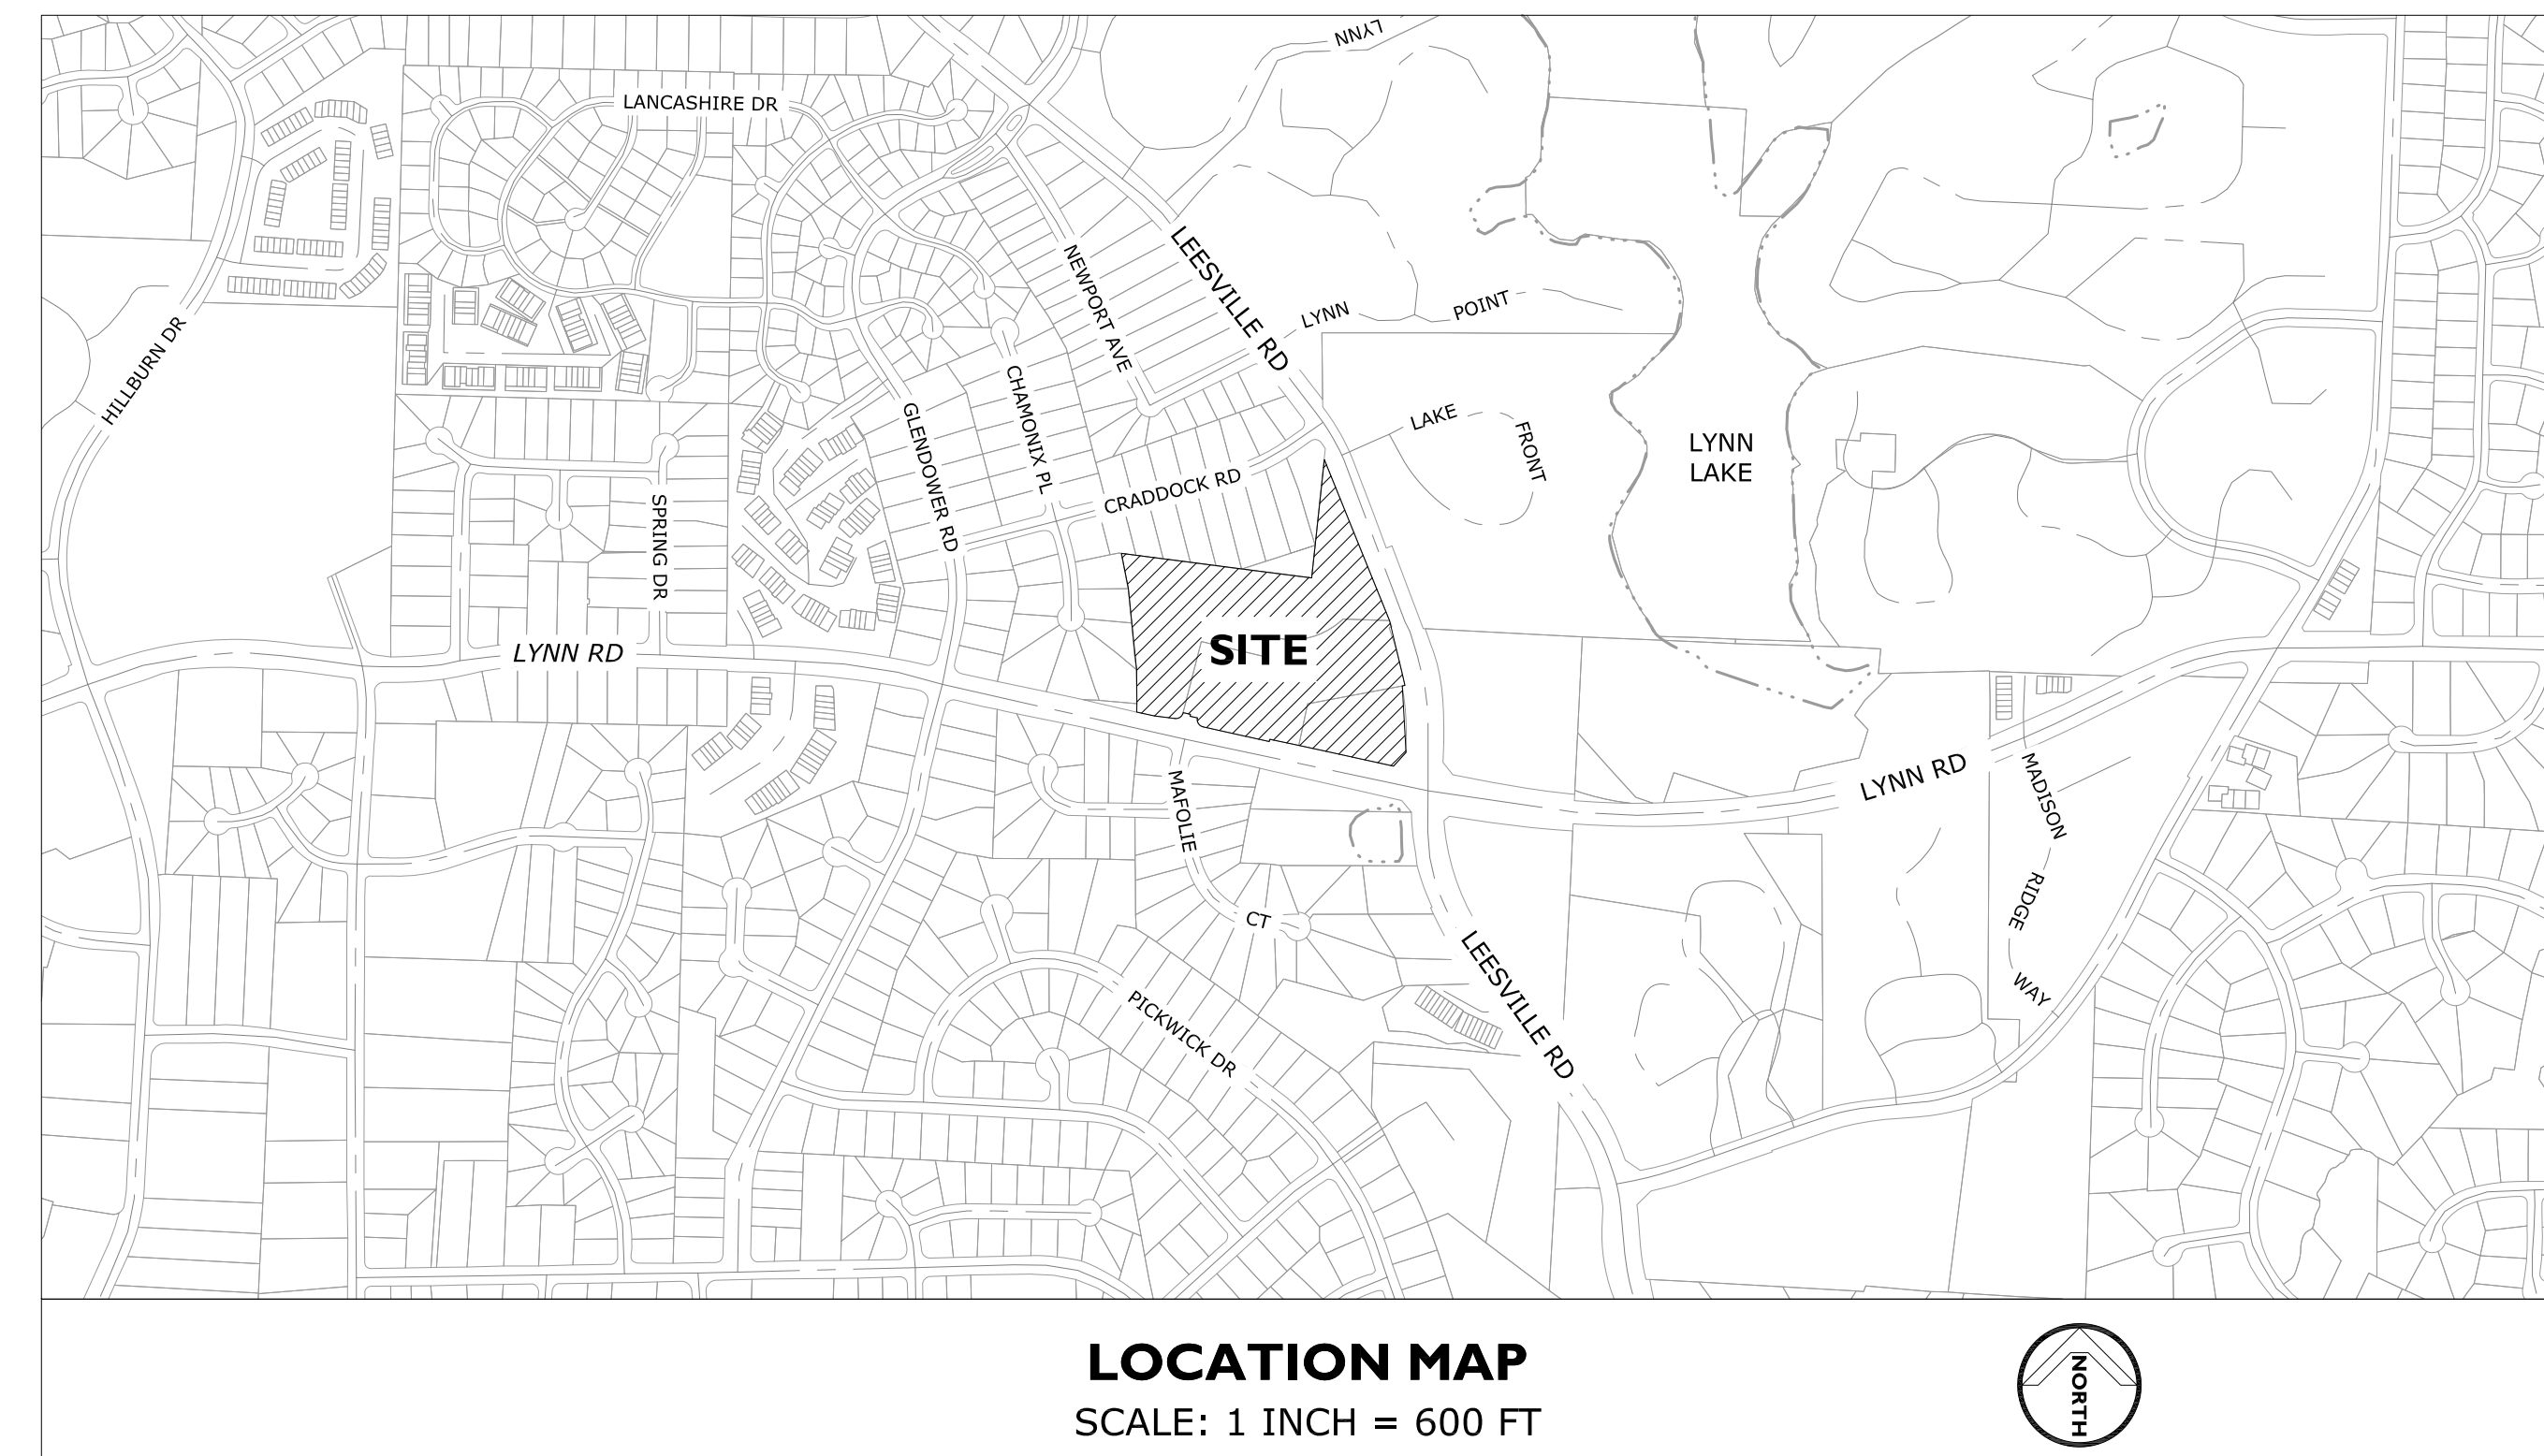 LYNN
LANCASHIRE DR
LEESVILLE RD
NEWPORT AVE
LYNN
POINT
HILLBURN DR
CHAMONIX PL
GLENDOWER RD
LAKE
FRONT
LYNN
LAKE
CRADDOCK RD
SPRING DR
SITE
LYNN RD
LYNN RD
MADISON
RIDGE
WAY
MAFOLIE
CT
LEESVILLE RD
PICKWICK DR
LOCATION MAP
SCALE: 1 INCH = 600 FT
NORTH